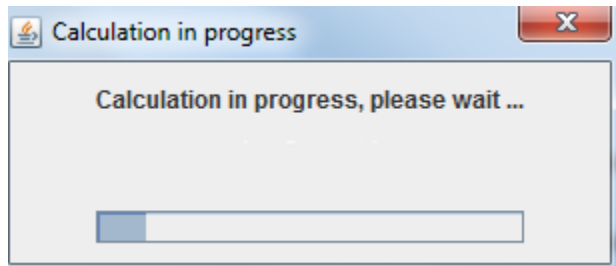 Calculation in progress
Calculation in progress, please wait ...